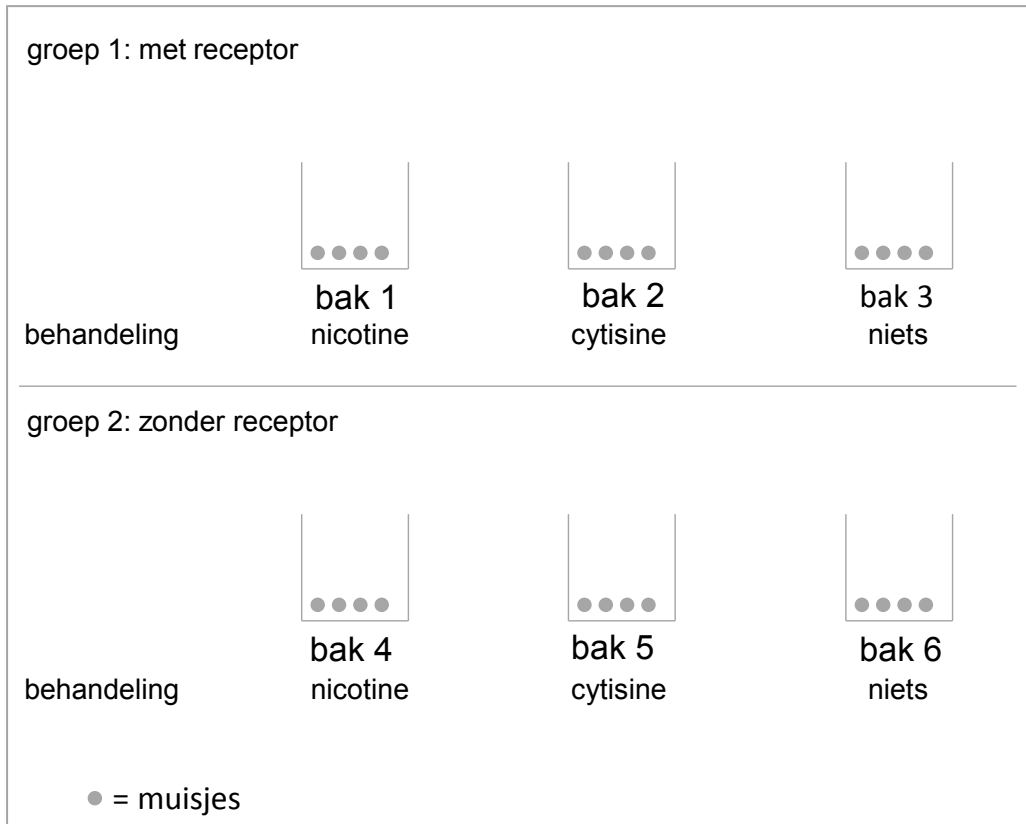 groep 1: met receptor
bak 1 bak 2 bak 3
behandeling nicotine cytisine niets
groep 2: zonder receptor
bak 4 bak 5 bak 6
behandeling nicotine cytisine niets
= muisjes